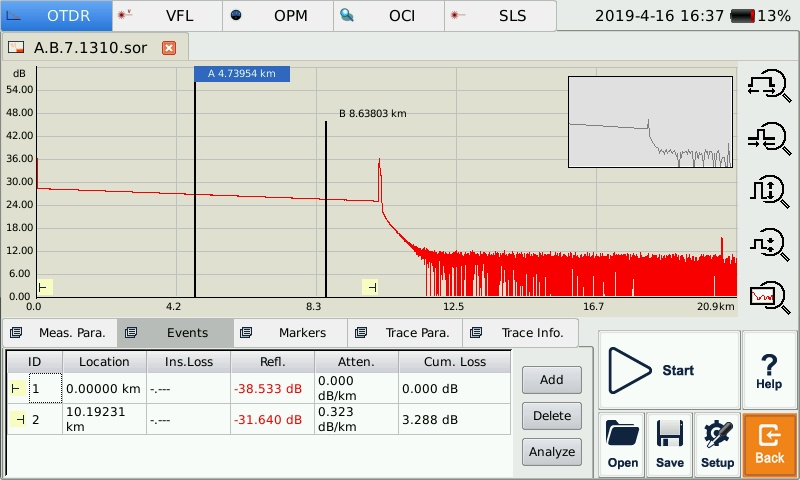 OTDR VFL OPM OCI SLS 2019-4-16 16:37 13%
A.B.7.1310.sor
dB
A 4.73954 km
B 8.63803 km
54.00
48.00
42.00
36.00
30.00
24.00
18.00
12.00
6.00
0.00
0.0 4.2 8.3 12.5 16.7 20.9km
Meas. Para. Events Markers Trace Para. Trace Info.
ID Location Ins.Loss Refl. Atten. Cum. Loss
1 0.00000 km -.--- -38.533 dB 0.000 dB/km 0.000 dB
2 10.19231 km -.--- -31.640 dB 0.323 dB/km 3.288 dB
Add
Delete
Analyze
Start
Help
Open
Save
Setup
Back